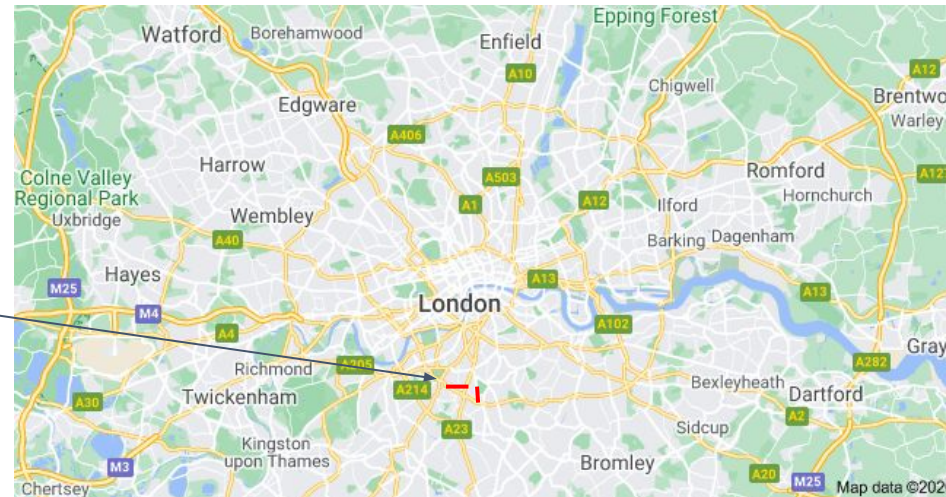 Epping Forest
Watford
Borehamwood
Enfield
A10
A12
Chigwell
Brentwo
Edgware
Warley
A406
Harrow
Romford
A127
Colne Valley
Regional Park
A503
Hornchurch
Uxbridge
Wembley
A1
A12
Ilford
A40
Barking
Dagenham
Hayes
A13
M25
A13
M4
London
A102
A4
Gray
A205
A282
Richmond
A214
Bexleyheath
Dartford
A30
Twickenham
A2
A23
Sidcup
Kingston
upon Thames
M3
Bromley
A20
M25
Chertsey
Map data ©202